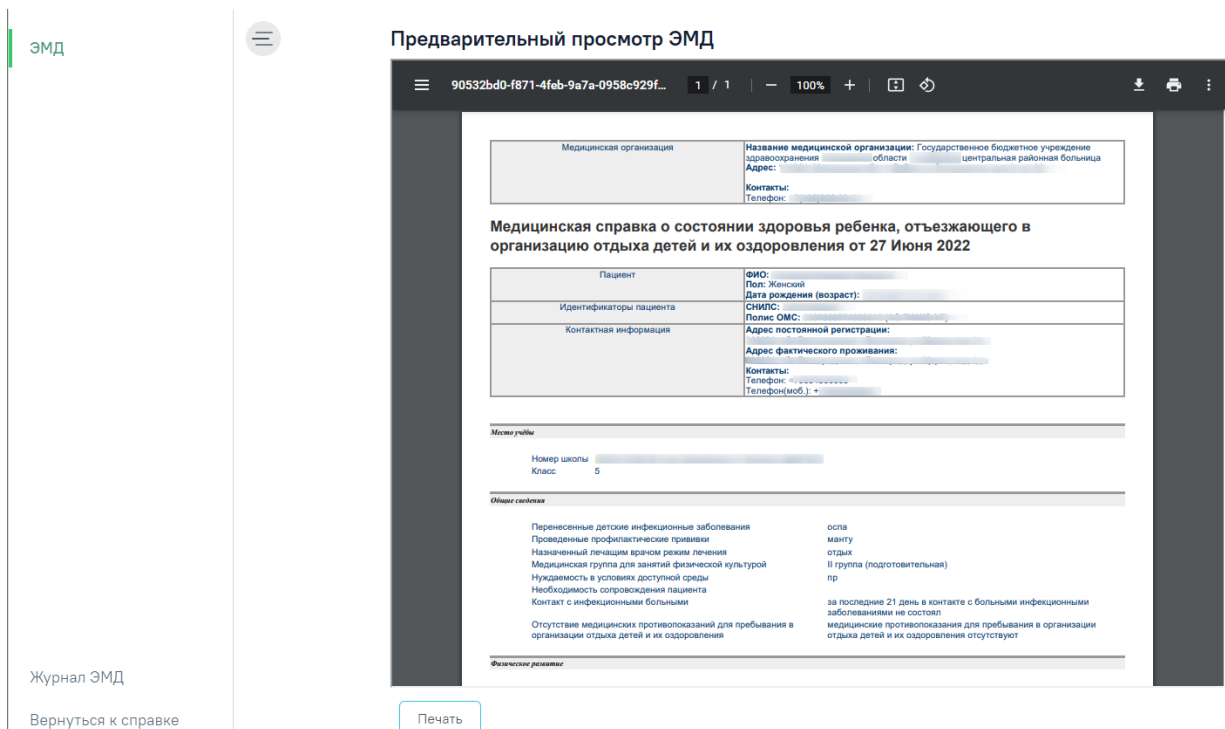 ЭМД
Предварительный просмотр ЭМД
90532bd0-f871-4feb-9a7a-0958c929f... 1 / 1 100%
Медицинская организация
Название медицинской организации: Государственное бюджетное учреждение
здравоохранения области центральная районная больница
Адрес:
Контакты:
Телефон:
Медицинская справка о состоянии здоровья ребенка, отъезжающего в
организацию отдыха детей и их оздоровления от 27 Июня 2022
Пациент
ФИО:
Пол: Женский
Дата рождения (возраст):
Идентификаторы пациента
СНИЛС:
Полис ОМС:
Контактная информация
Адрес постоянной регистрации:
Адрес фактического проживания:
Контакты:
Телефон:
Телефон(моб.): +
Место учёбы
Номер школы
Класс 5
Общие сведения
Перенесенные детские инфекционные заболевания оспа
Проведенные профилактические прививки манту
Назначенный лечащим врачом режим лечения отдых
Медицинская группа для занятий физической культурой II группа (подготовительная)
Нуждаемость в условиях доступной среды пр
Необходимость сопровождения пациента
Контакт с инфекционными больными за последние 21 день в контакте с больными инфекционными
заболеваниями не состоял
Отсутствие медицинских противопоказаний для пребывания в медицинские противопоказания для пребывания в организации
организации отдыха детей и их оздоровления отдыха детей и их оздоровления отсутствуют
Физическое развитие
Журнал ЭМД
Вернуться к справке
Печать